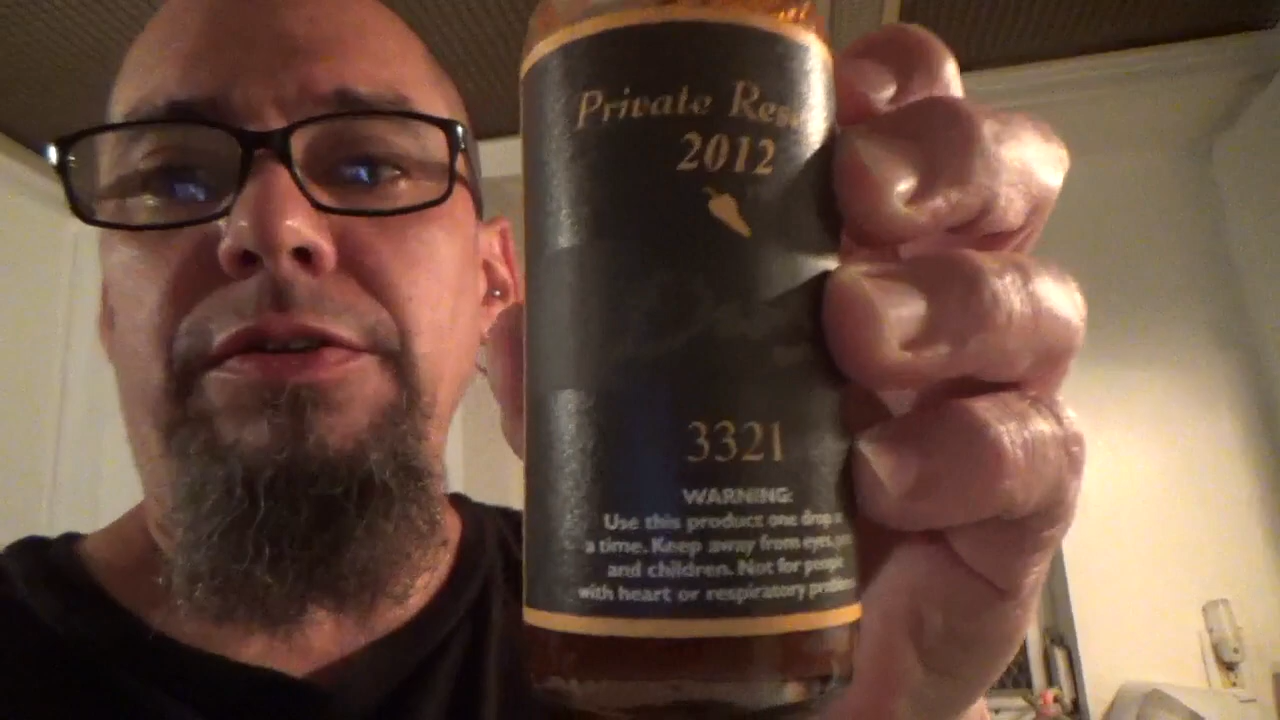 Private Res
2012
3321
WARNING:
Use this product one drop
a time. Keep away from eyes,
and children. Not for people
with heart or respiratory